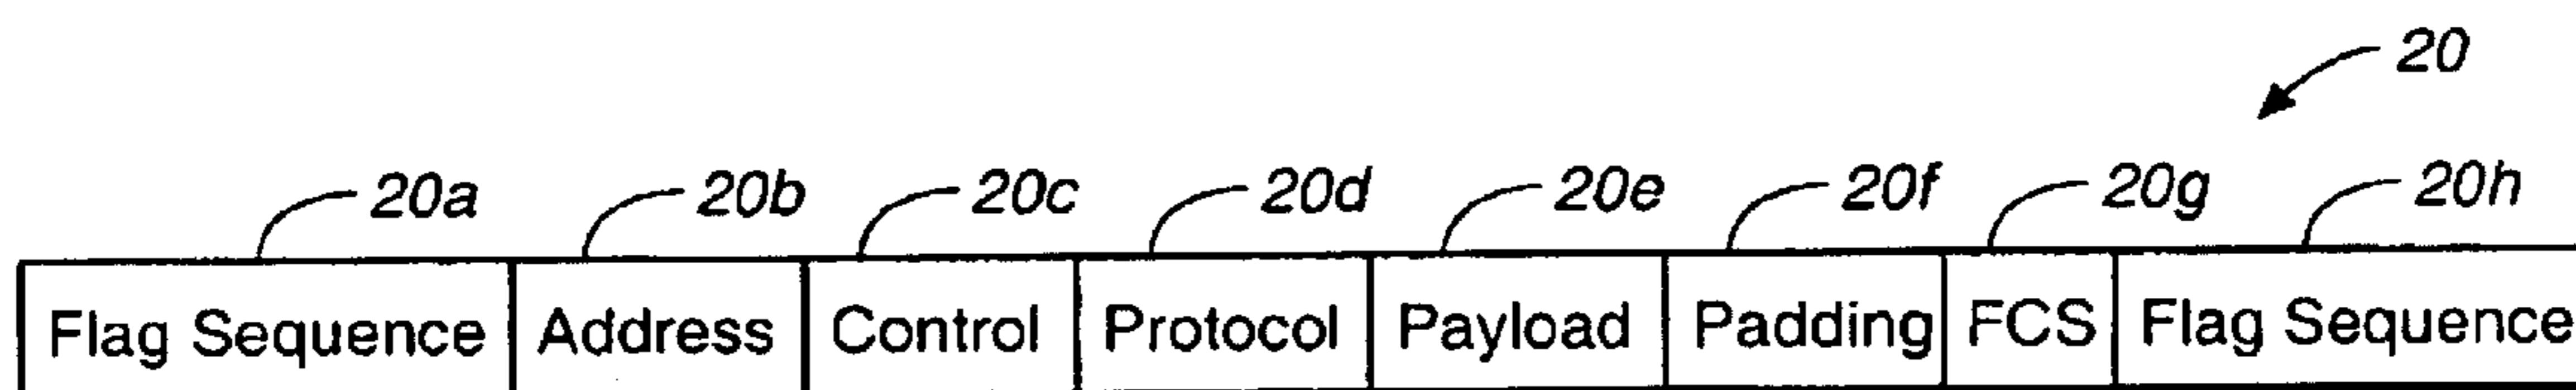 20
20a 20b 20c 20d 20e 20f 20g 20h
Flag Sequence Address Control Protocol Payload Padding FCS Flag Sequence